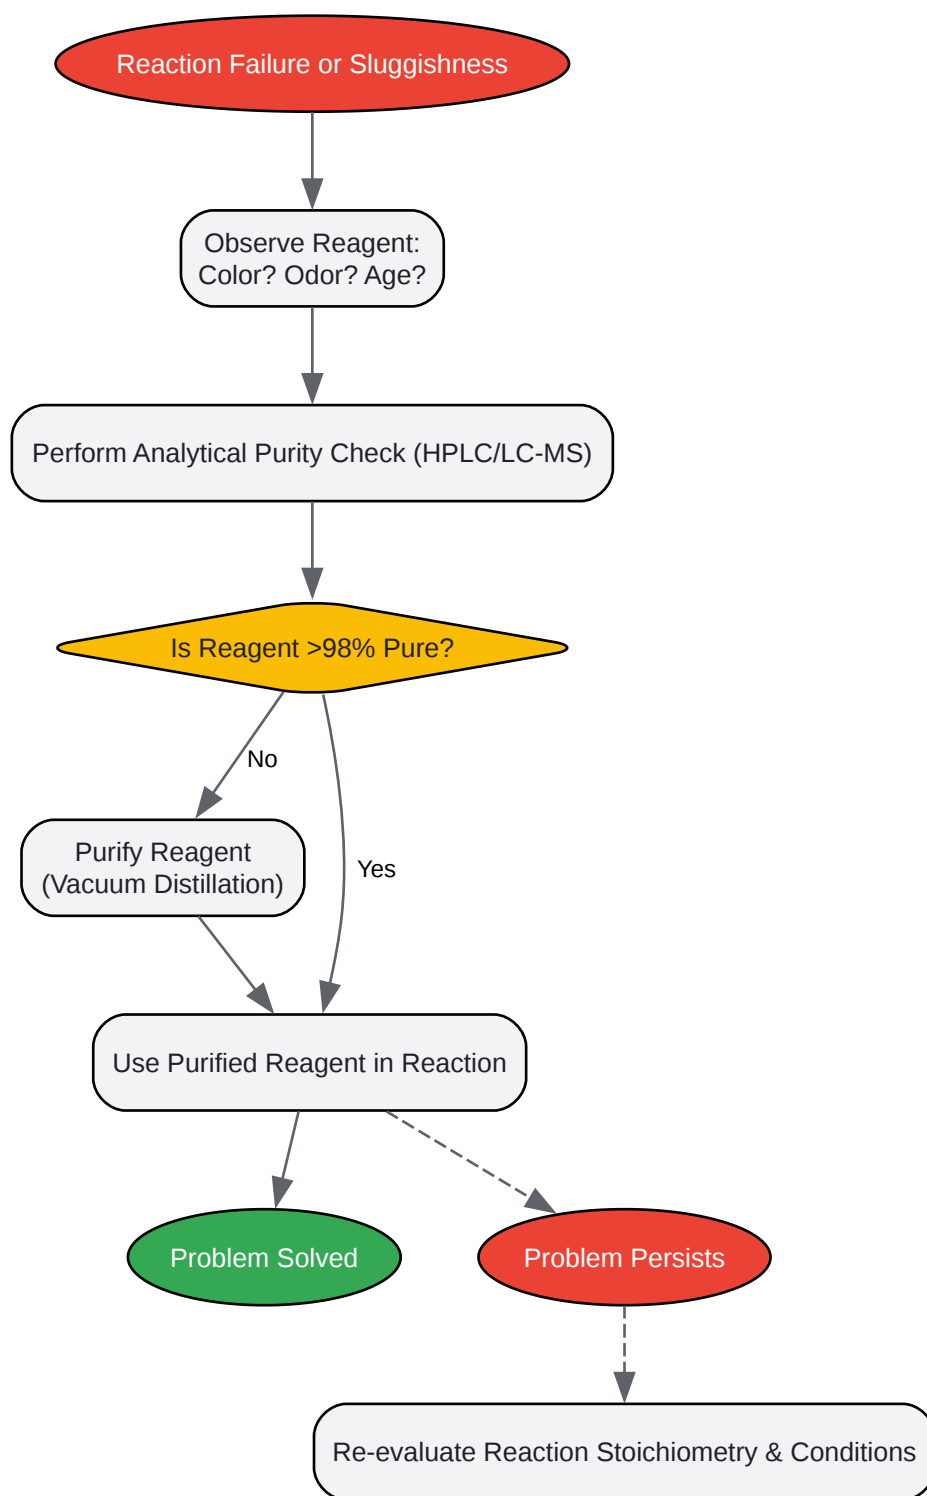 Reaction Failure or Sluggishness
Observe Reagent:
Color? Odor? Age?
Perform Analytical Purity Check (HPLC/LC-MS)
Is Reagent >98% Pure?
No
Purify Reagent
(Vacuum Distillation)
Yes
Use Purified Reagent in Reaction
Problem Solved
Problem Persists
Re-evaluate Reaction Stoichiometry & Conditions